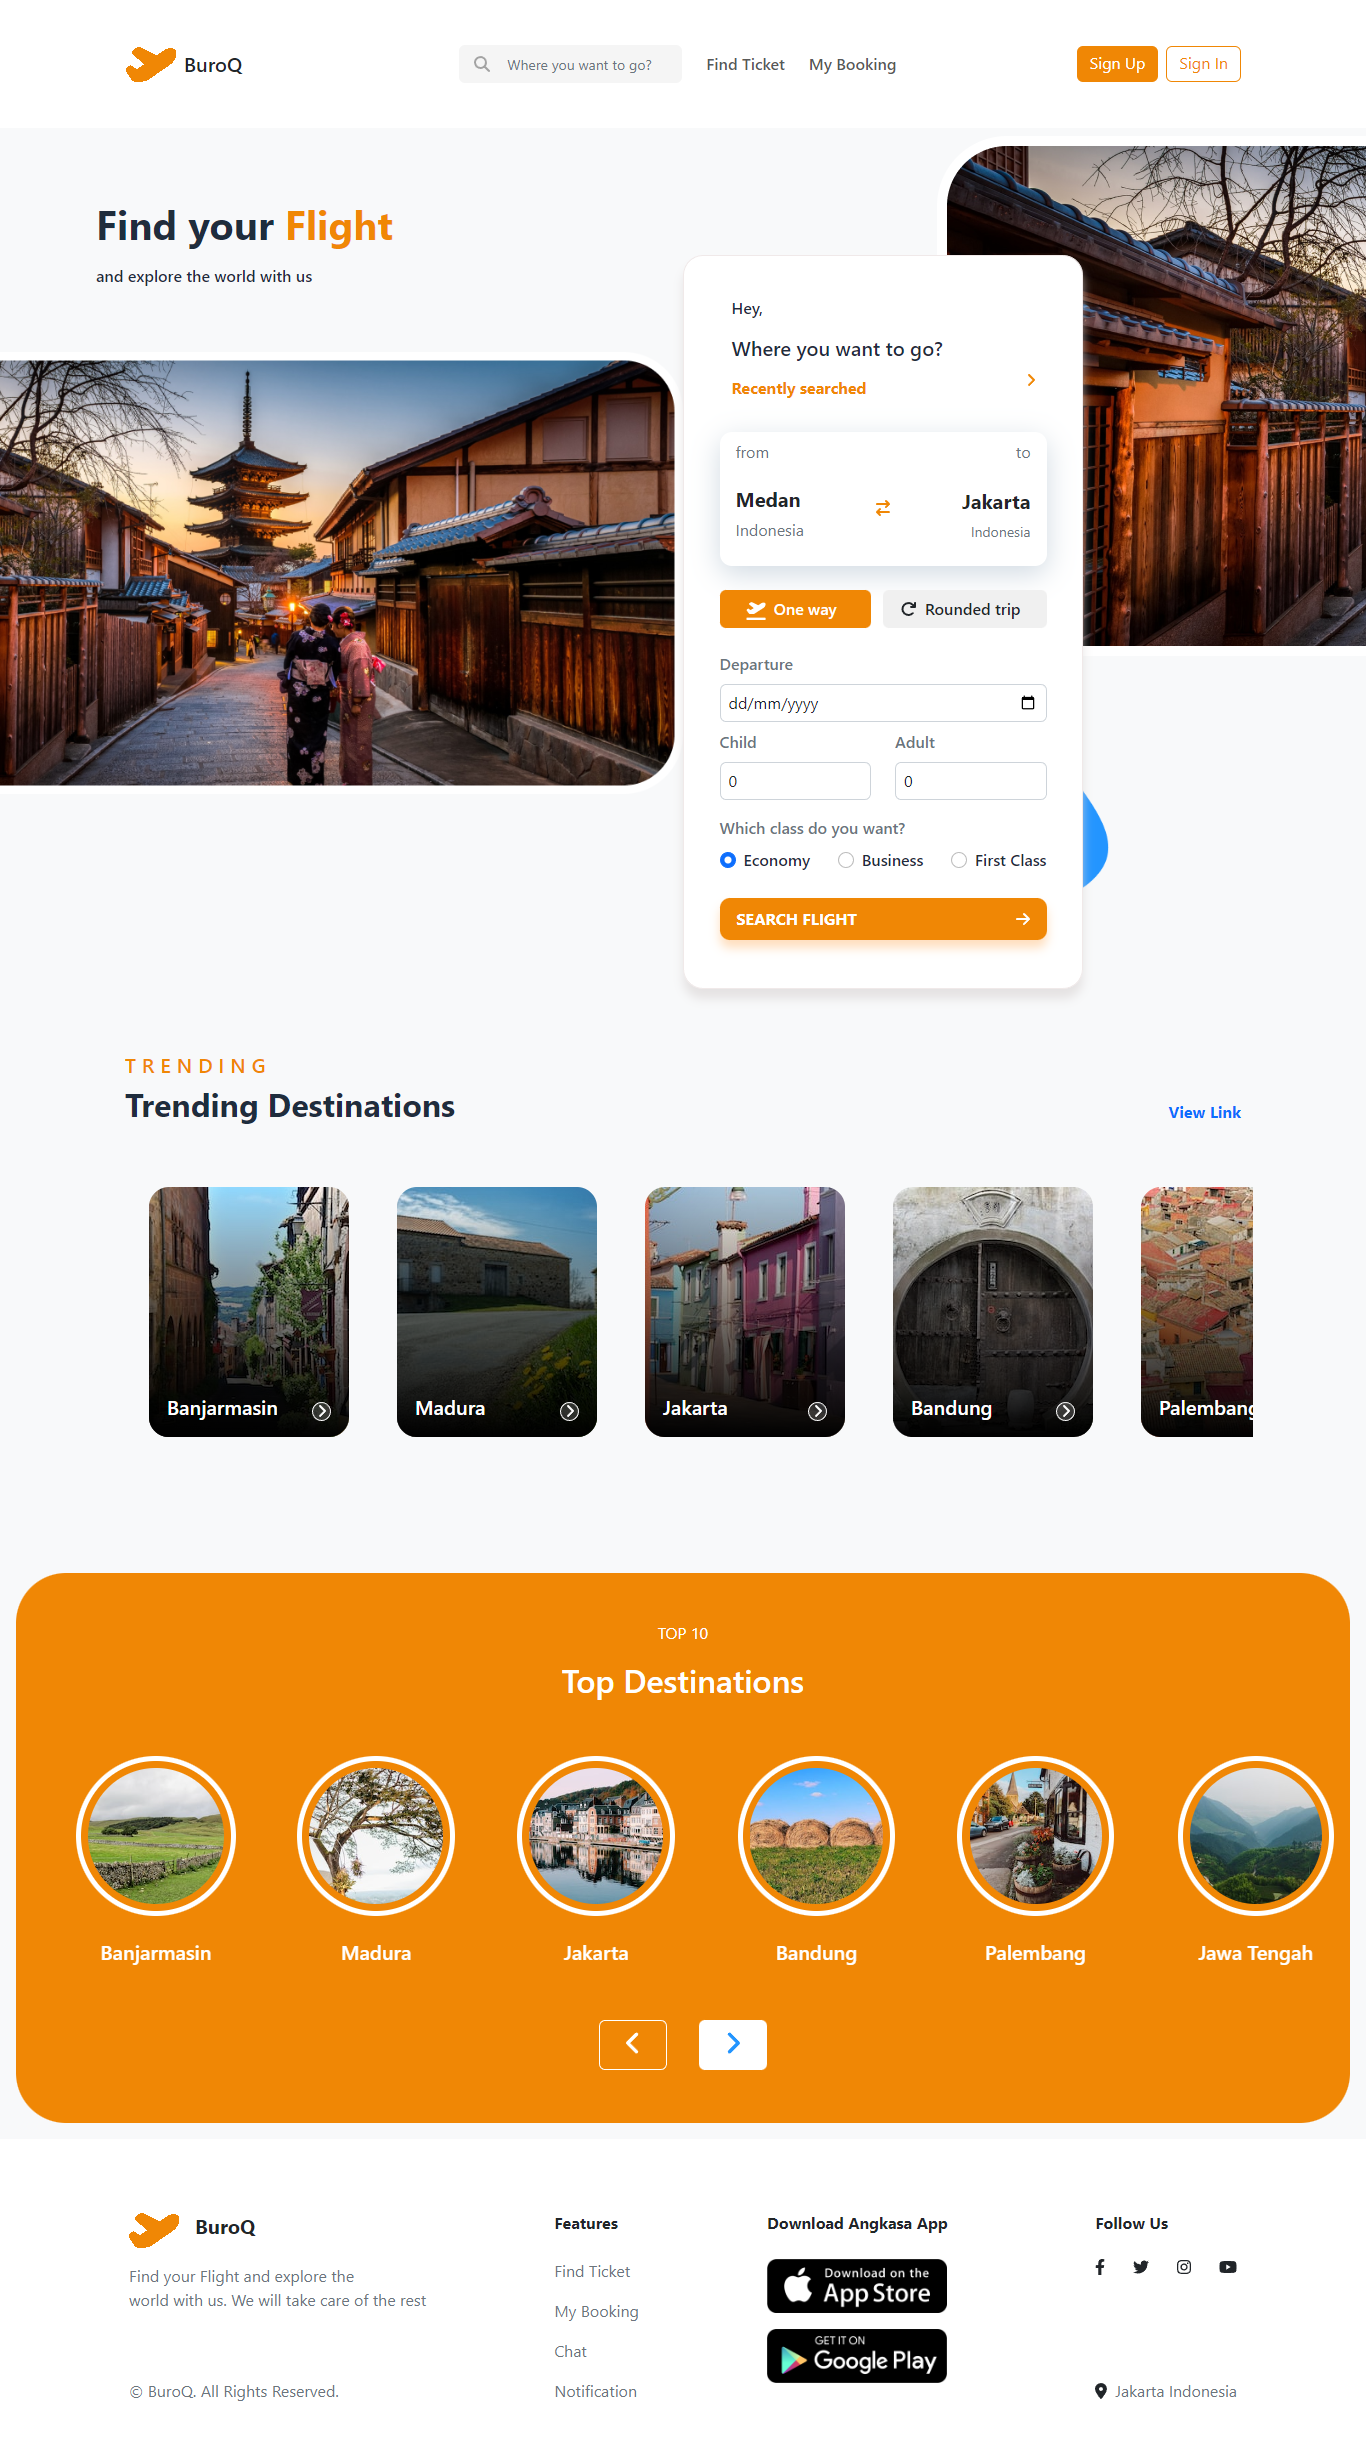 BuroQ
Where you want to go?
Find Ticket
My Booking
Sign Up
Sign In
Find your Flight
and explore the world with us
Hey,
Where you want to go?
Recently searched
from
to
Medan
Jakarta
Indonesia
Indonesia
One way
Rounded trip
Departure
dd/mm/yyyy
Child
Adult
0
0
Which class do you want?
Economy
Business
First Class
SEARCH FLIGHT
TRENDING
Trending Destinations
View Link
Banjarmasin
Madura
Jakarta
Bandung
Palembang
TOP 10
Top Destinations
Banjarmasin
Madura
Jakarta
Bandung
Palembang
Jawa Tengah
BuroQ
Find your Flight and explore the
world with us. We will take care of the rest
© BuroQ. All Rights Reserved.
Features
Find Ticket
My Booking
Chat
Notification
Download Angkasa App
Download on the
App Store
GET IT ON
Google Play
Follow Us
Jakarta Indonesia